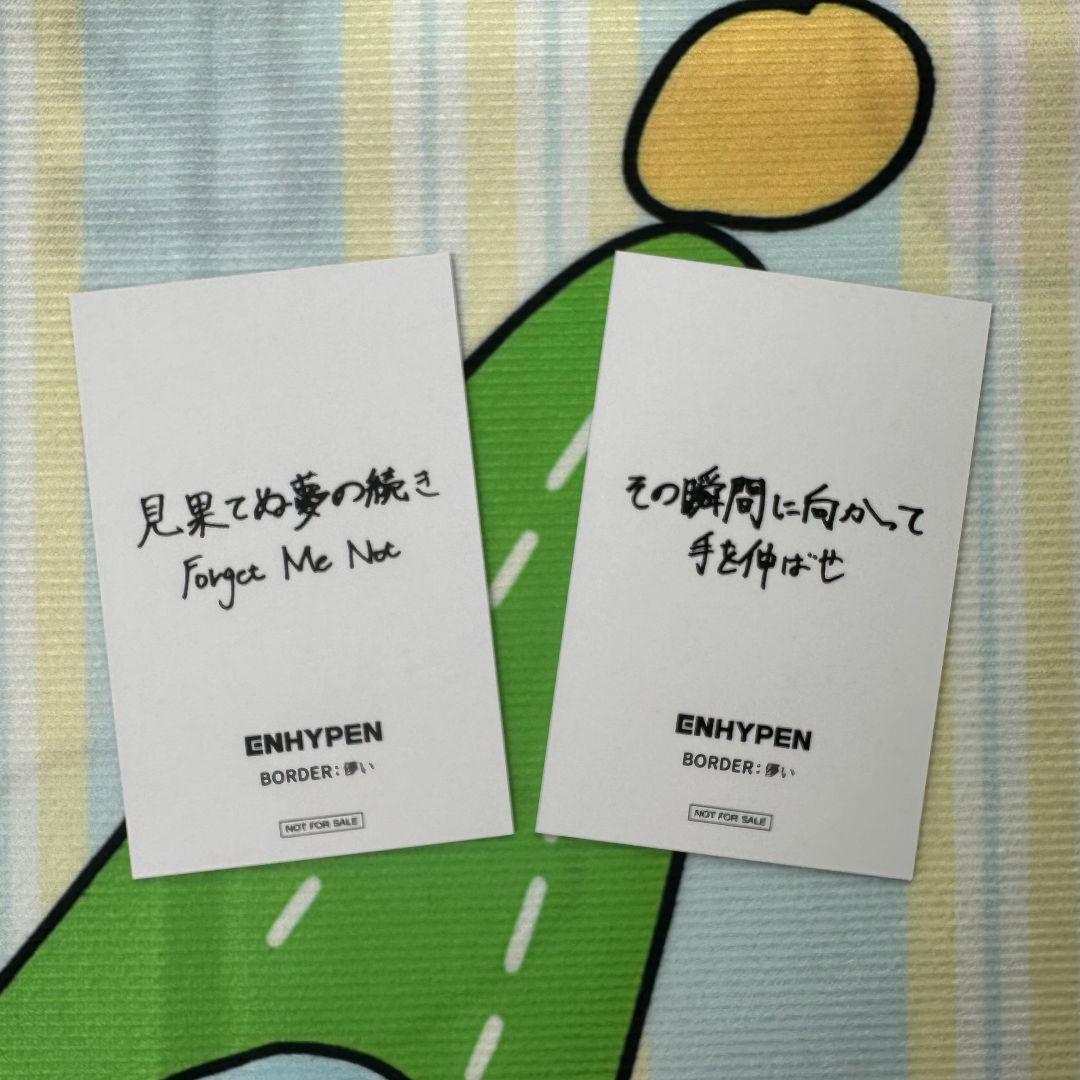 見果てぬ夢の続き
Forget Me Not
ENHYPEN
BORDER : 儚い
NOT FOR SALE
その瞬間に向かって
手を伸ばせ
ENHYPEN
BORDER : 儚い
NOT FOR SALE